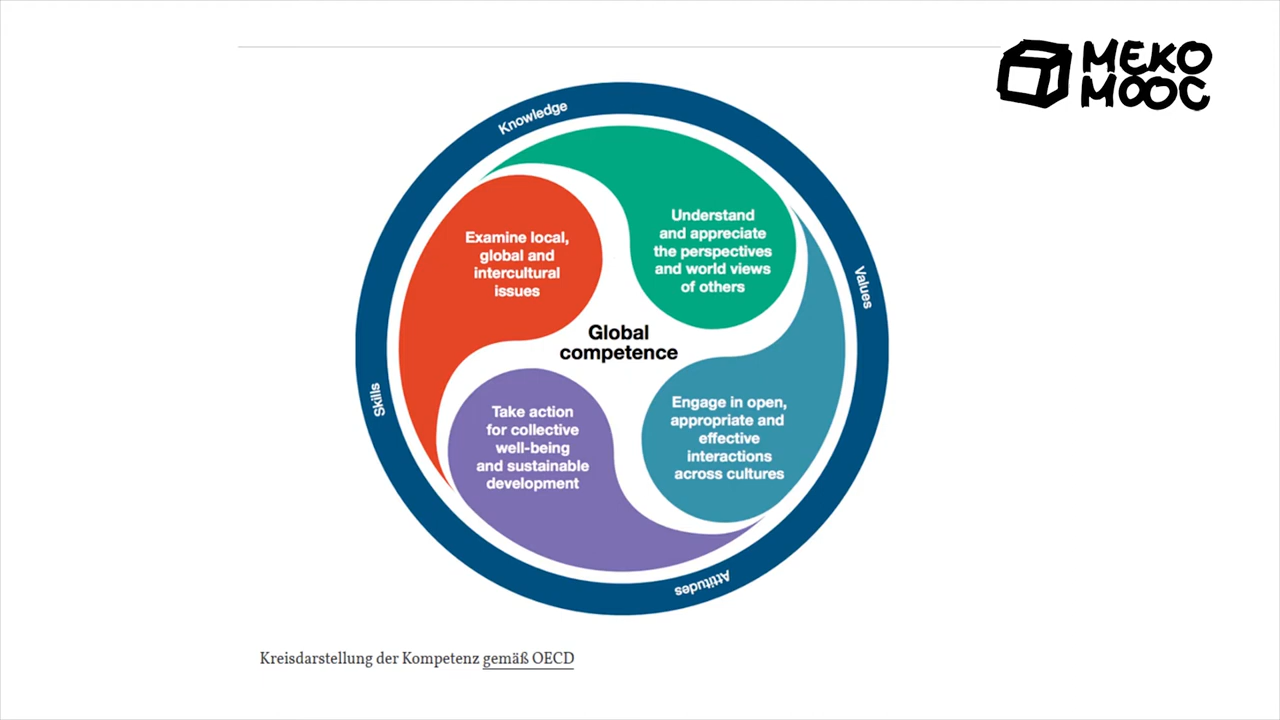 MEKO
MOOC
Knowledge
Values
Attitudes
Skills
Examine local,
global and
intercultural
issues
Understand
and appreciate
the perspectives
and world views
of others
Global
competence
Take action
for collective
well-being
and sustainable
development
Engage in open,
appropriate and
effective
interactions
across cultures
Kreisdarstellung der Kompetenz gemäß OECD